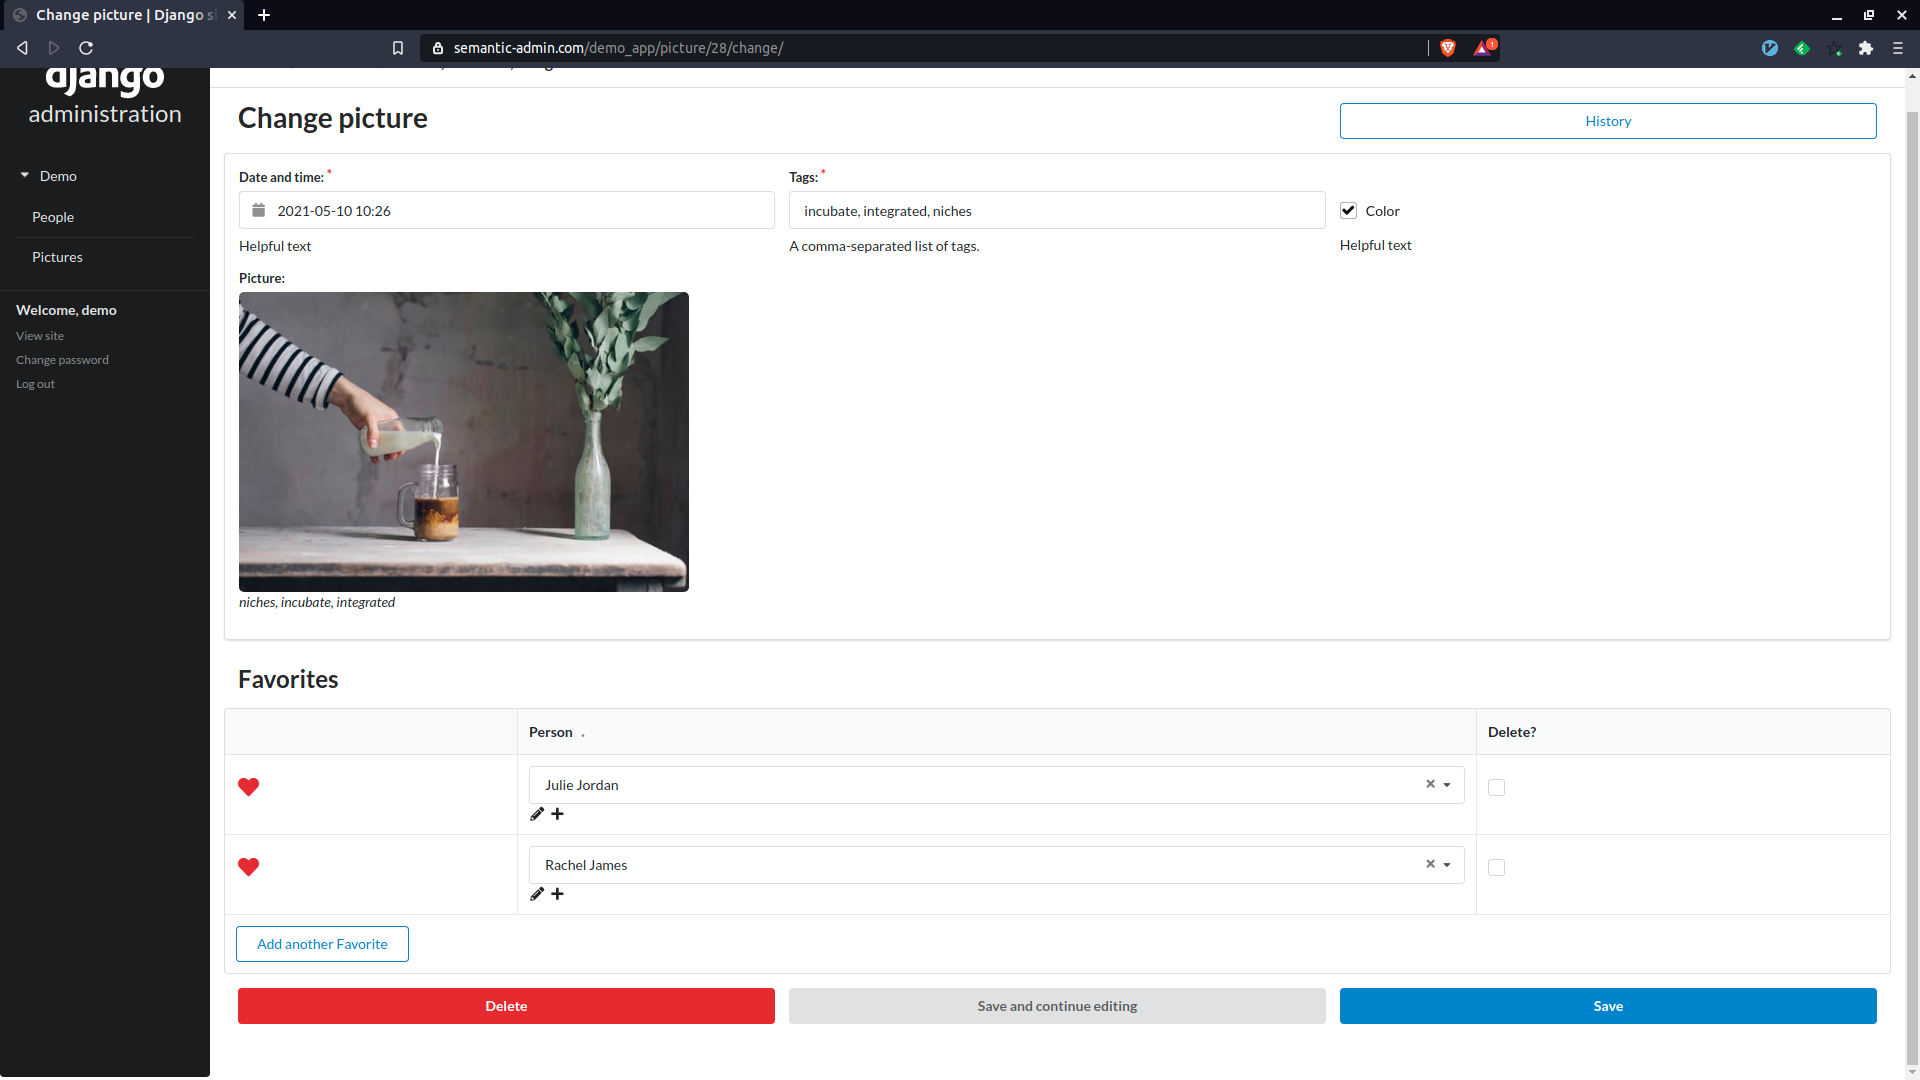 Change picture | Django si
semantic-admin.com/demo_app/picture/28/change/
1
django
administration
Demo
People
Pictures
Welcome, demo
View site
Change password
Log out
Change picture
History
Date and time: *
Tags: *
2021-05-10 10:26
incubate, integrated, niches
Color
Helpful text
A comma-separated list of tags.
Helpful text
Picture:
niches, incubate, integrated
Favorites
Person
Delete?
Julie Jordan
Rachel James
Add another Favorite
Delete
Save and continue editing
Save